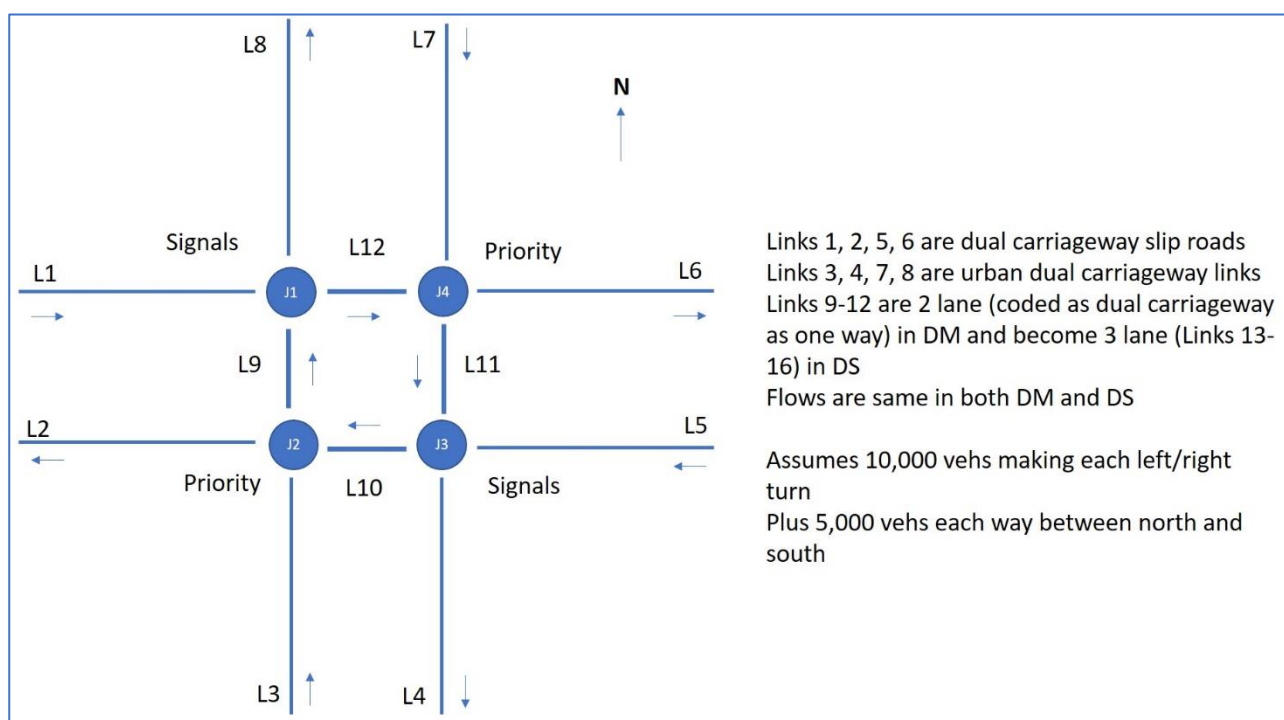 L8
L7
N
Signals
L12
Priority
L1
J1
J4
L6
L9
L11
L2
L5
J2
J3
Priority
L10
Signals
L3
L4
Links 1, 2, 5, 6 are dual carriageway slip roads
Links 3, 4, 7, 8 are urban dual carriageway links
Links 9-12 are 2 lane (coded as dual carriageway
as one way) in DM and become 3 lane (Links 13-
16) in DS
Flows are same in both DM and DS
Assumes 10,000 vehs making each left/right
turn
Plus 5,000 vehs each way between north and
south